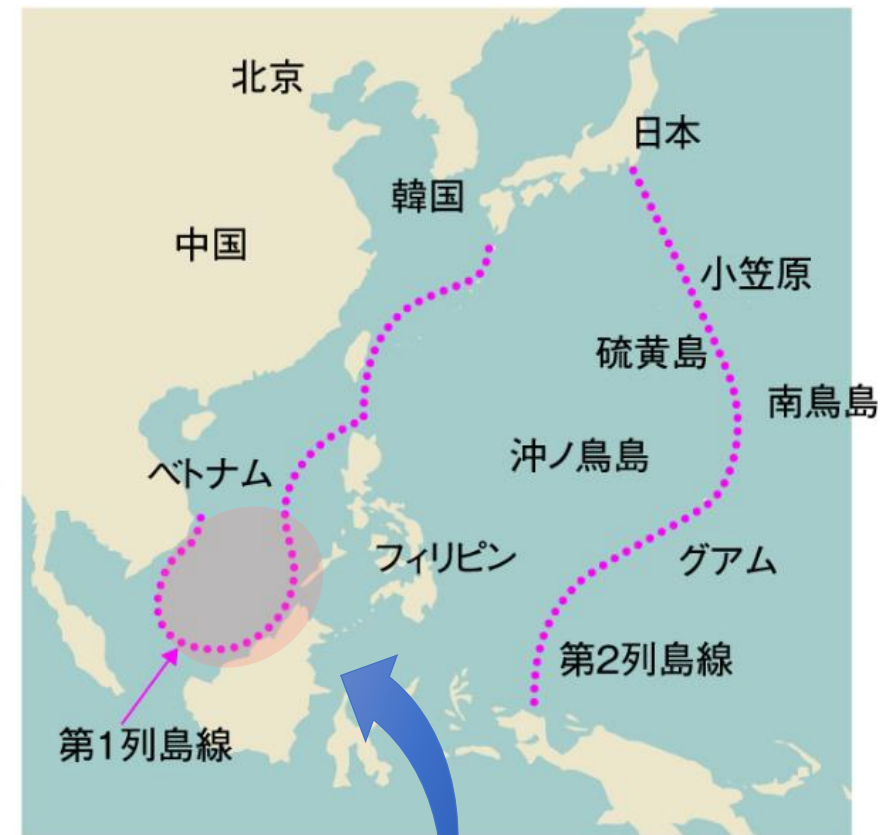 北京
日本
韓国
中国
小笠原
硫黄島
南鳥島
沖ノ鳥島
ベトナム
フィリピン
グアム
第2列島線
第1列島線